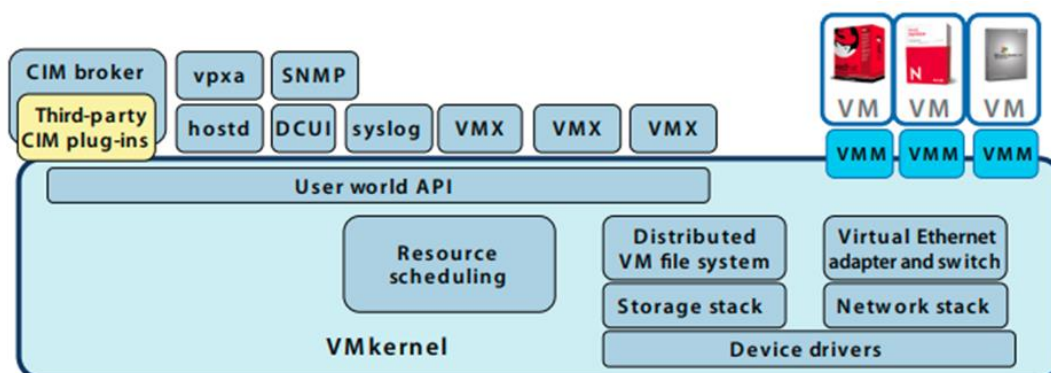 CIM broker
Third-party
CIM plug-ins
vpxa
SNMP
hostd
DCUI
syslog
VMX
VMX
VMX
N
VM
VM
VM
VMM
VMM
VMM
User world API
Resource
scheduling
Distributed
VM file system
Virtual Ethernet
adapter and switch
Storage stack
Network stack
VMkernel
Device drivers